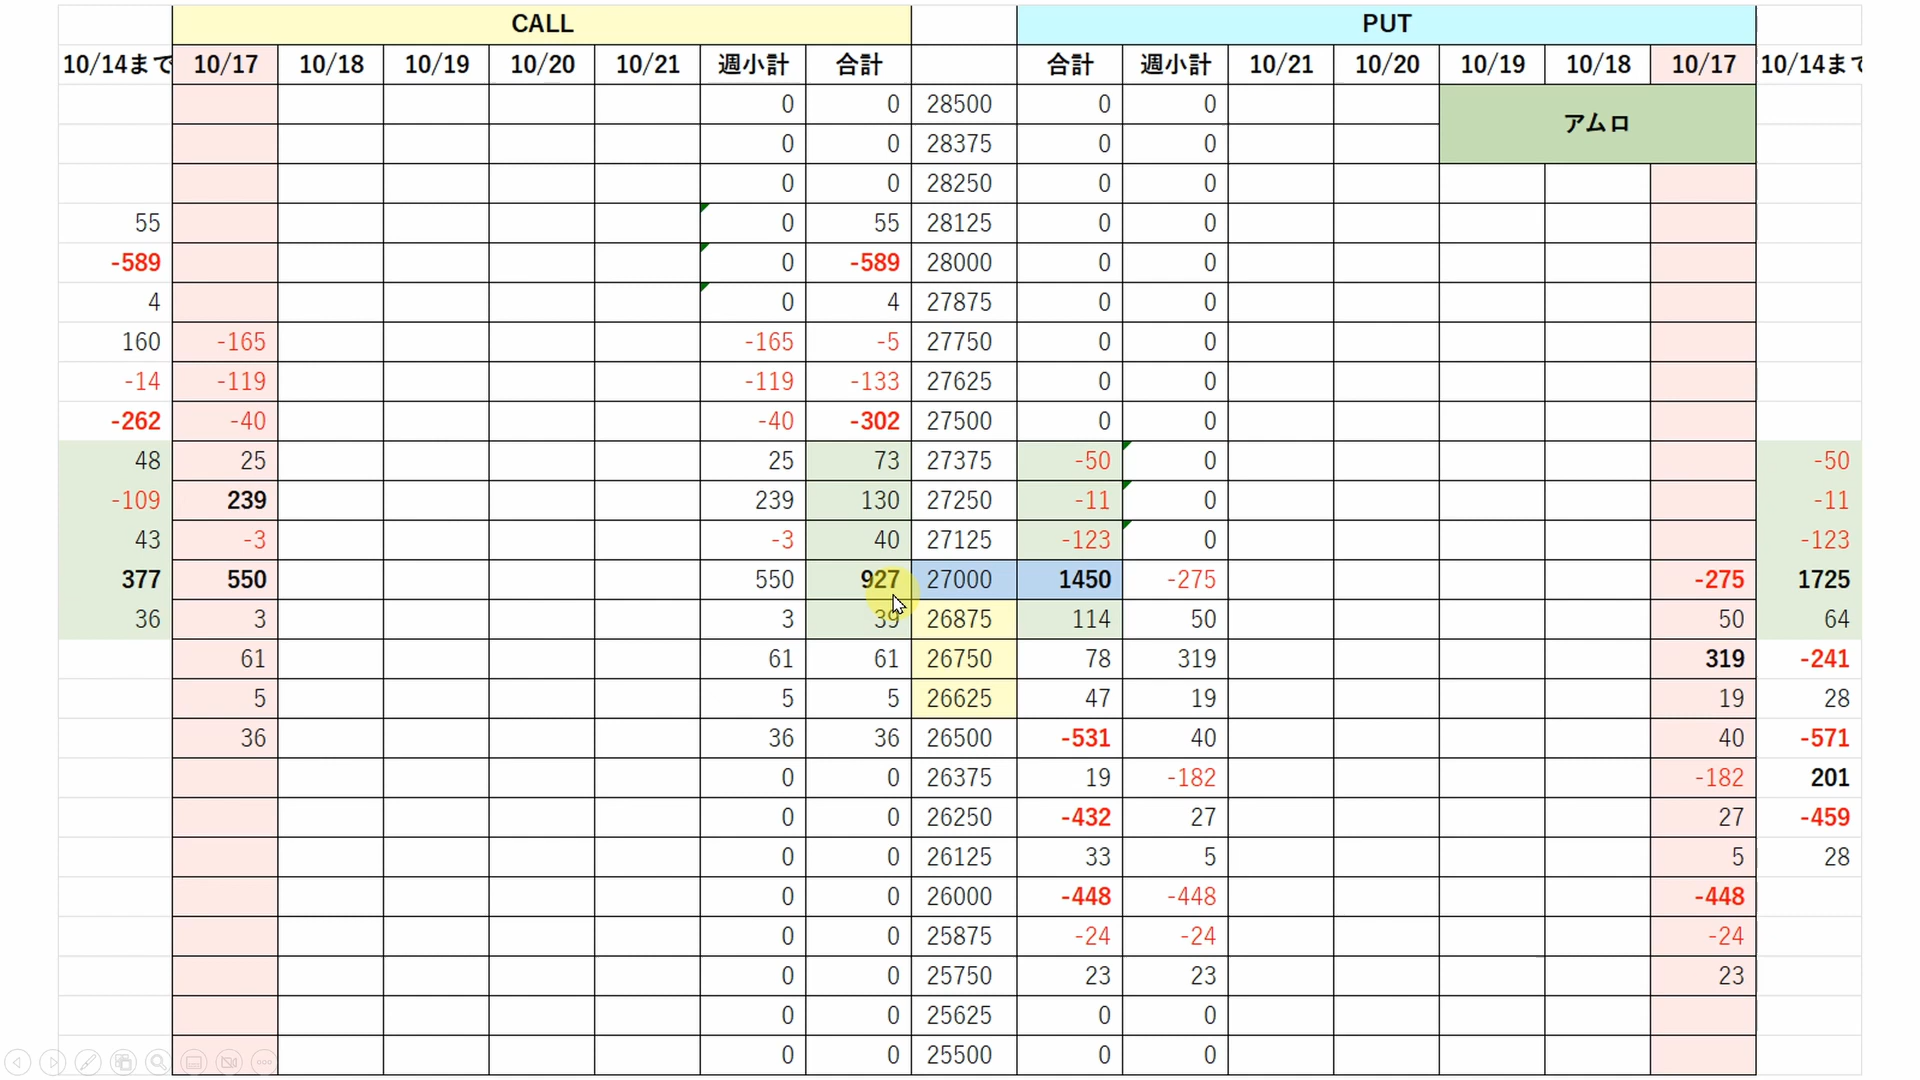 CALL PUT
10/14まで 10/17 10/18 10/19 10/20 10/21 週小計 合計 合計 週小計 10/21 10/20 10/19 10/18 10/17 10/14まで
0 0 28500 0 0 アムロ
0 0 28375 0 0
0 0 28250 0 0
55 0 55 28125 0 0
-589 0 -589 28000 0 0
4 0 4 27875 0 0
160 -165 -165 -5 27750 0 0
-14 -119 -119 -133 27625 0 0
-262 -40 -40 -302 27500 0 0
48 25 25 73 27375 -50 0 -50
-109 239 239 130 27250 -11 0 -11
43 -3 -3 40 27125 -123 0 -123
377 550 550 927 27000 1450 -275 -275 1725
36 3 3 39 26875 114 50 50 64
61 61 61 26750 78 319 319 -241
5 5 5 26625 47 19 19 28
36 36 36 26500 -531 40 40 -571
0 0 26375 19 -182 -182 201
0 0 26250 -432 27 27 -459
0 0 26125 33 5 5 28
0 0 26000 -448 -448 -448
0 0 25875 -24 -24 -24
0 0 25750 23 23 23
0 0 25625 0 0
0 0 25500 0 0